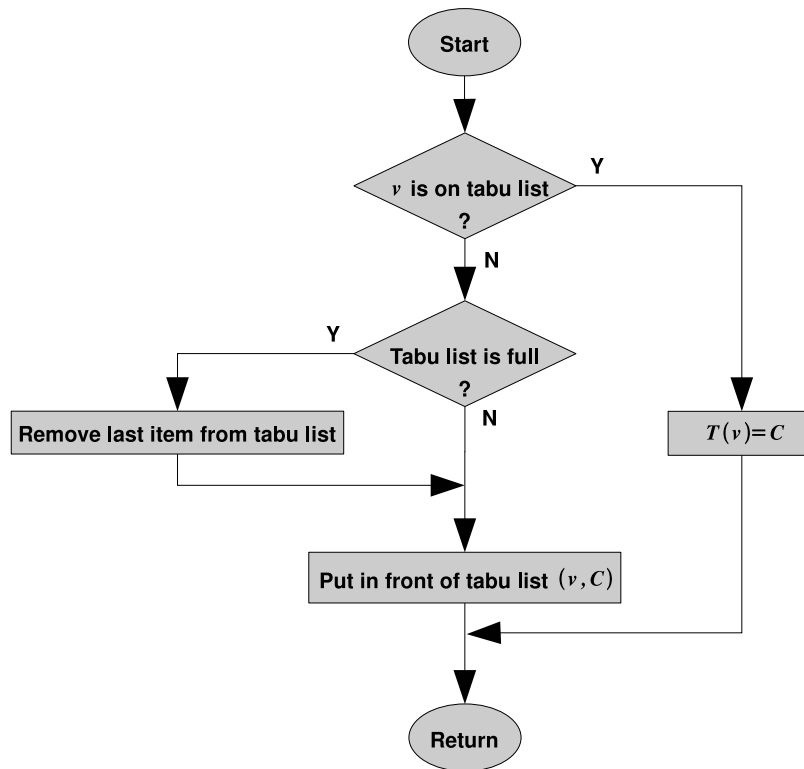 Start
Y
v is on tabu list
?
N
Y
Tabu list is full
?
N
Remove last item from tabu list
T(v)=C
Put in front of tabu list (v,C)
Return